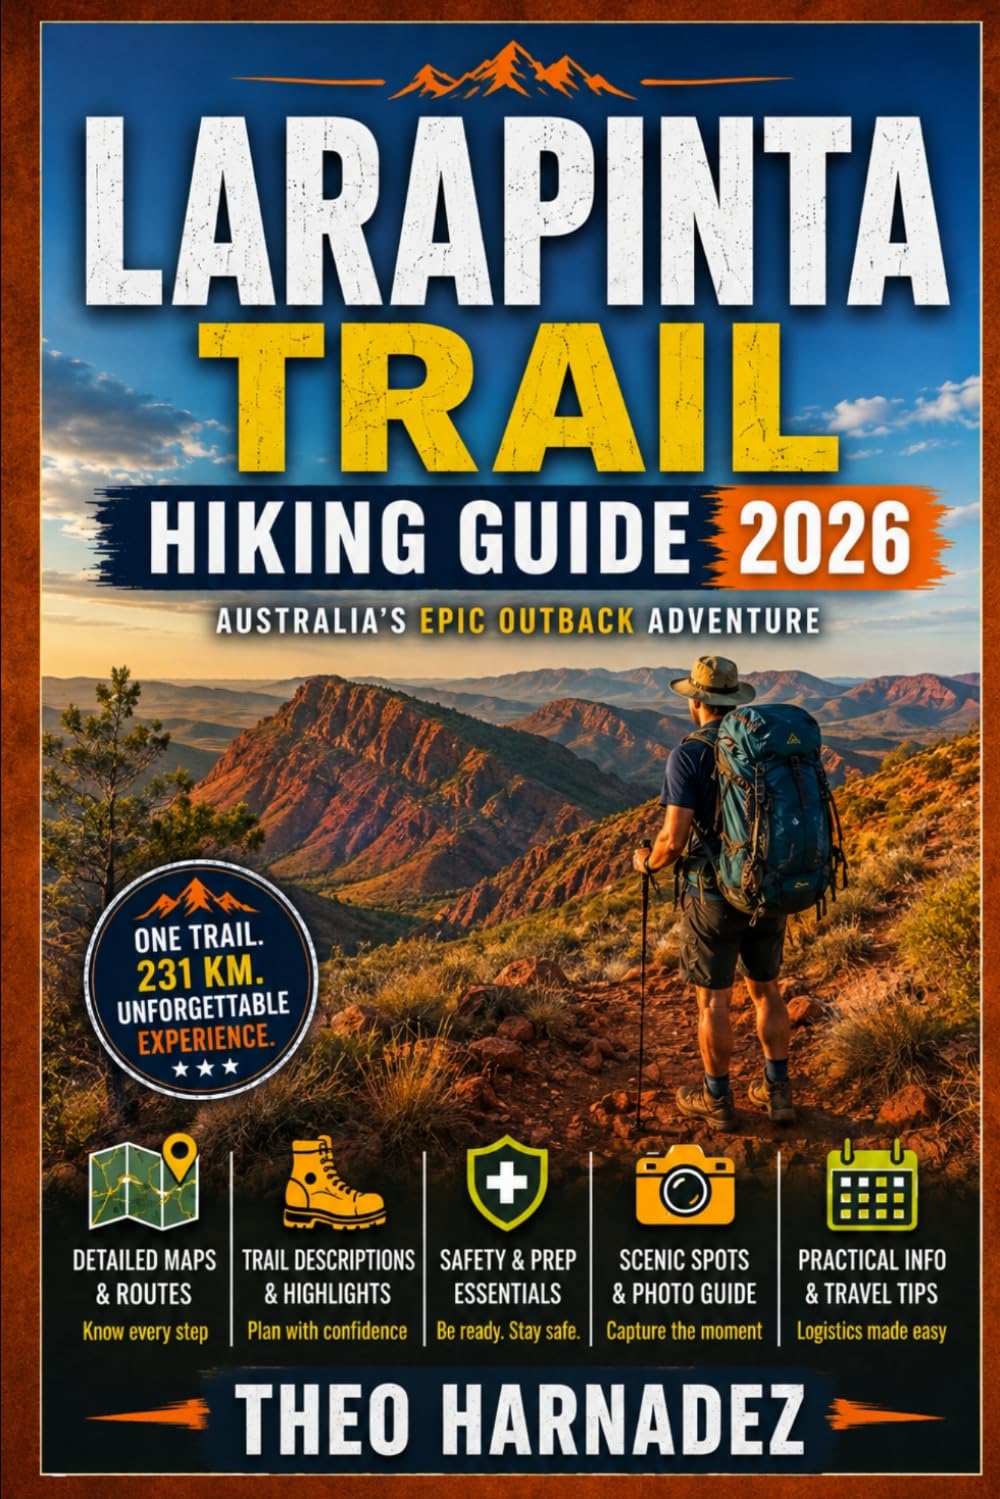 LARAPINTA
TRAIL
HIKING GUIDE 2026
AUSTRALIA'S EPIC OUTBACK ADVENTURE
ONE TRAIL.
231 KM.
UNFORGETTABLE
EXPERIENCE.
DETAILED MAPS
& ROUTES
Know every step
TRAIL DESCRIPTIONS
& HIGHLIGHTS
Plan with confidence
SAFETY & PREP
ESSENTIALS
Be ready. Stay safe.
SCENIC SPOTS
& PHOTO GUIDE
Capture the moment
PRACTICAL INFO
& TRAVEL TIPS
Logistics made easy
THEO HARNADEZ